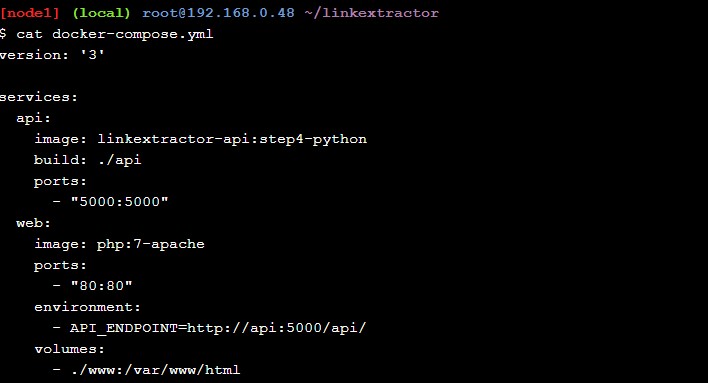 [node1] (local) root@192.168.0.48 ~/linkextractor
$ cat docker-compose.yml
version: '3'

services:
  api:
    image: linkextractor-api:step4-python
    build: ./api
    ports:
      - "5000:5000"
  web:
    image: php:7-apache
    ports:
      - "80:80"
    environment:
      - API_ENDPOINT=http://api:5000/api/
    volumes:
      - ./www:/var/www/html